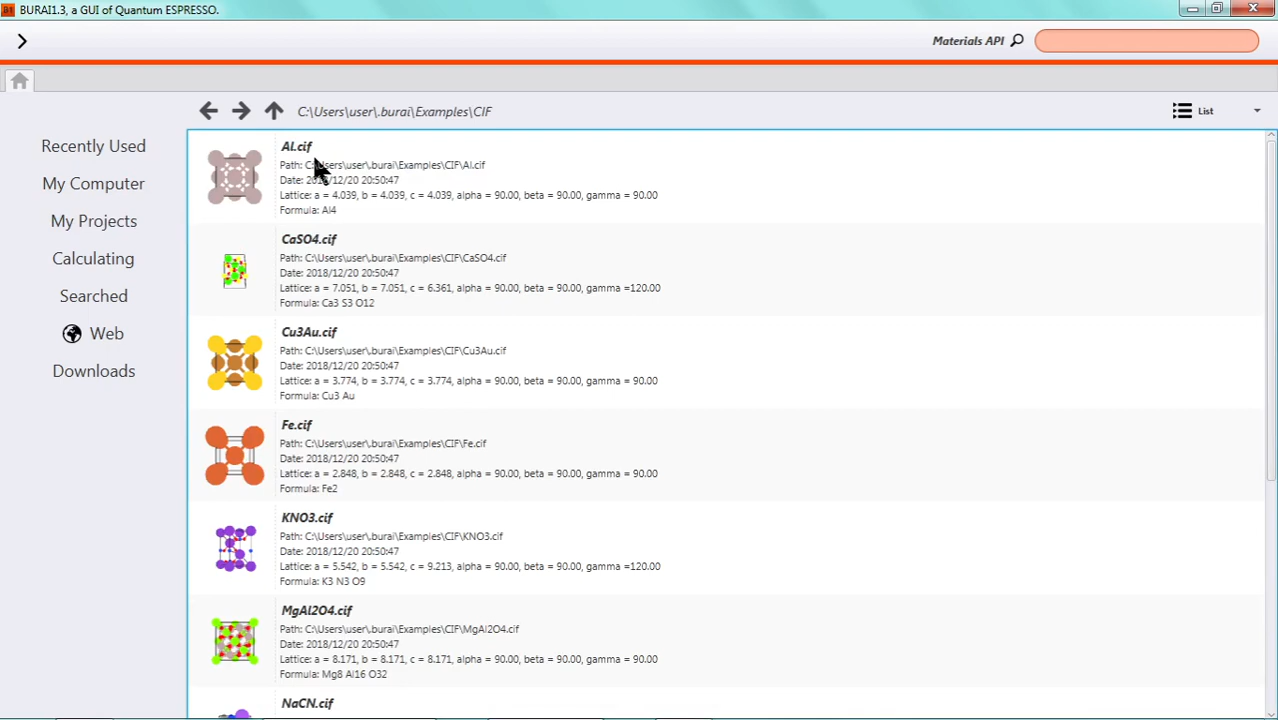 BURAI1.3, a GUI of Quantum ESPRESSO.
Materials API
C:\Users\user\.burai\Examples\CIF
List
Recently Used
My Computer
My Projects
Calculating
Searched
Web
Downloads
Al.cif
Path: C:\Users\user\.burai\Examples\CIF\Al.cif
Date: 2018/12/20 20:50:47
Lattice: a = 4.039, b = 4.039, c = 4.039, alpha = 90.00, beta = 90.00, gamma = 90.00
Formula: Al4
CaSO4.cif
Path: C:\Users\user\.burai\Examples\CIF\CaSO4.cif
Date: 2018/12/20 20:50:47
Lattice: a = 7.051, b = 7.051, c = 6.361, alpha = 90.00, beta = 90.00, gamma =120.00
Formula: Ca3 S3 O12
Cu3Au.cif
Path: C:\Users\user\.burai\Examples\CIF\Cu3Au.cif
Date: 2018/12/20 20:50:47
Lattice: a = 3.774, b = 3.774, c = 3.774, alpha = 90.00, beta = 90.00, gamma = 90.00
Formula: Cu3 Au
Fe.cif
Path: C:\Users\user\.burai\Examples\CIF\Fe.cif
Date: 2018/12/20 20:50:47
Lattice: a = 2.848, b = 2.848, c = 2.848, alpha = 90.00, beta = 90.00, gamma = 90.00
Formula: Fe2
KNO3.cif
Path: C:\Users\user\.burai\Examples\CIF\KNO3.cif
Date: 2018/12/20 20:50:47
Lattice: a = 5.542, b = 5.542, c = 9.213, alpha = 90.00, beta = 90.00, gamma =120.00
Formula: K3 N3 O9
MgAl2O4.cif
Path: C:\Users\user\.burai\Examples\CIF\MgAl2O4.cif
Date: 2018/12/20 20:50:47
Lattice: a = 8.171, b = 8.171, c = 8.171, alpha = 90.00, beta = 90.00, gamma = 90.00
Formula: Mg8 Al16 O32
NaCN.cif